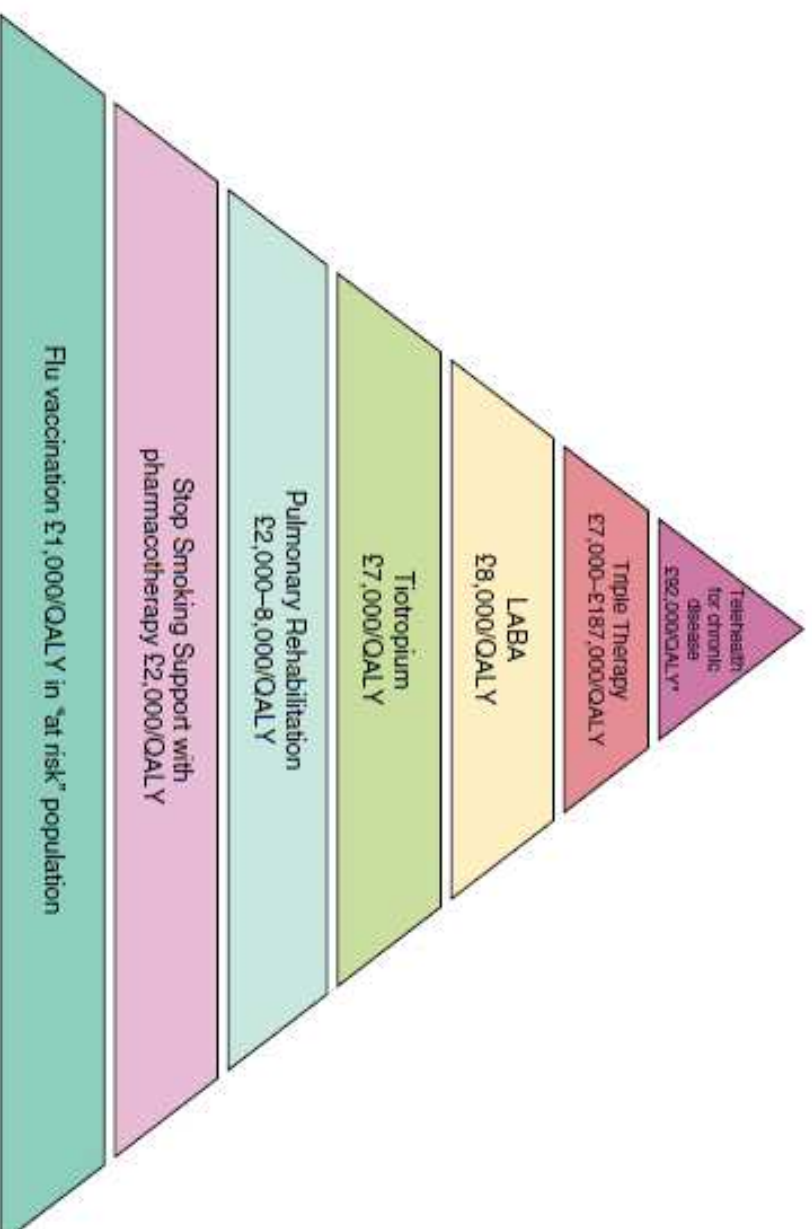 Telehealth
for chronic
disease
£92,000/QALY*
Triple Therapy
£7,000–£187,000/QALY
LABA
£8,000/QALY
Tiotropium
£7,000/QALY
Pulmonary Rehabilitation
£2,000–8,000/QALY
Stop Smoking Support with
pharmacotherapy £2,000/QALY
Flu vaccination £1,000/QALY in “at risk” population